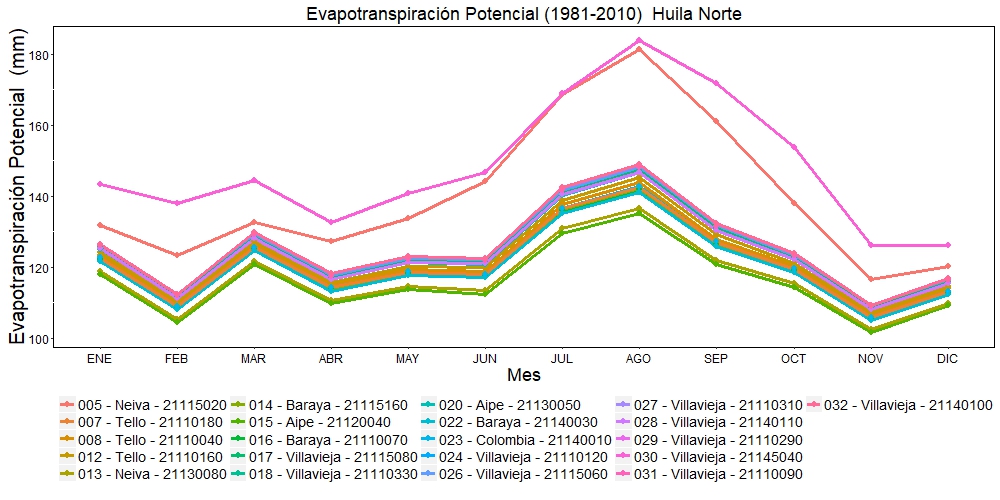 Evapotranspiración Potencial (1981-2010)  Huila Norte
Evapotranspiración Potencial  (mm)
180
160
140
120
100
ENE FEB MAR ABR MAY JUN JUL AGO SEP OCT NOV DIC
Mes
005 - Neiva - 21115020 014 - Baraya - 21115160 020 - Aipe - 21130050 027 - Villavieja - 21110310 032 - Villavieja - 21140100
007 - Tello - 21110180 015 - Aipe - 21120040 022 - Baraya - 21140030 028 - Villavieja - 21140110
008 - Tello - 21110040 016 - Baraya - 21110070 023 - Colombia - 21140010 029 - Villavieja - 21110290
012 - Tello - 21110160 017 - Villavieja - 21115080 024 - Villavieja - 21110120 030 - Villavieja - 21145040
013 - Neiva - 21130080 018 - Villavieja - 21110330 026 - Villavieja - 21115060 031 - Villavieja - 21110090